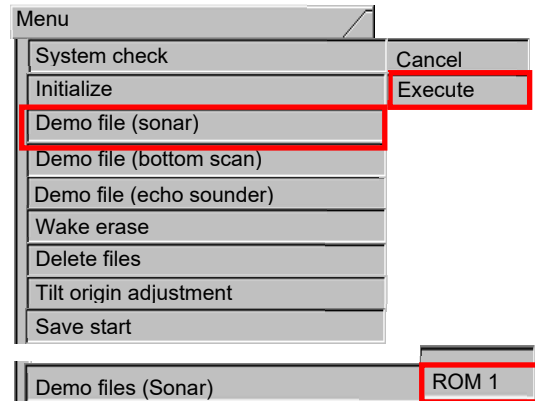 Menu
System check
Cancel
Initialize
Execute
Demo file (sonar)
Demo file (bottom scan)
Demo file (echo sounder)
Wake erase
Delete files
Tilt origin adjustment
Save start
Demo files (Sonar)
ROM 1